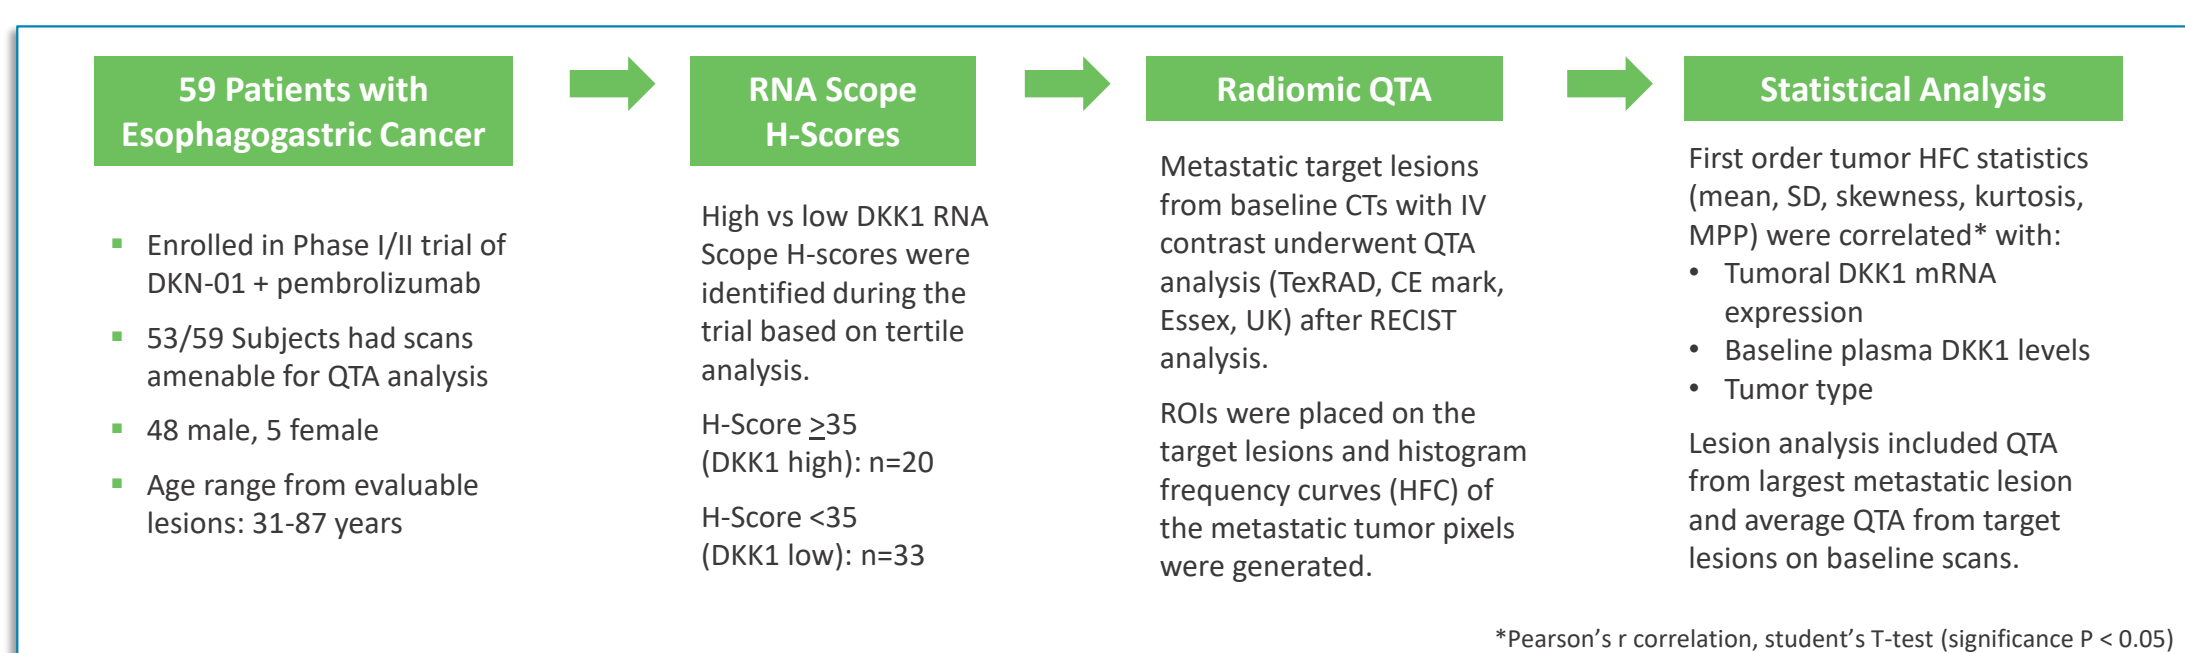 59 Patients with
Esophagogastric Cancer
▪ Enrolled in Phase I/II trial of
DKN-01 + pembrolizumab
▪ 53/59 Subjects had scans
amenable for QTA analysis
▪ 48 male, 5 female
▪ Age range from evaluable
lesions: 31-87 years
RNA Scope
H-Scores
High vs low DKK1 RNA
Scope H-scores were
identified during the
trial based on tertile
analysis.
H-Score ≥35
(DKK1 high): n=20
H-Score <35
(DKK1 low): n=33
Radiomic QTA
Metastatic target lesions
from baseline CTs with IV
contrast underwent QTA
analysis (TexRAD, CE mark,
Essex, UK) after RECIST
analysis.
ROIs were placed on the
target lesions and histogram
frequency curves (HFC) of
the metastatic tumor pixels
were generated.
Statistical Analysis
First order tumor HFC statistics
(mean, SD, skewness, kurtosis,
MPP) were correlated* with:
• Tumoral DKK1 mRNA
expression
• Baseline plasma DKK1 levels
• Tumor type
Lesion analysis included QTA
from largest metastatic lesion
and average QTA from target
lesions on baseline scans.
*Pearson’s r correlation, student’s T-test (significance P < 0.05)